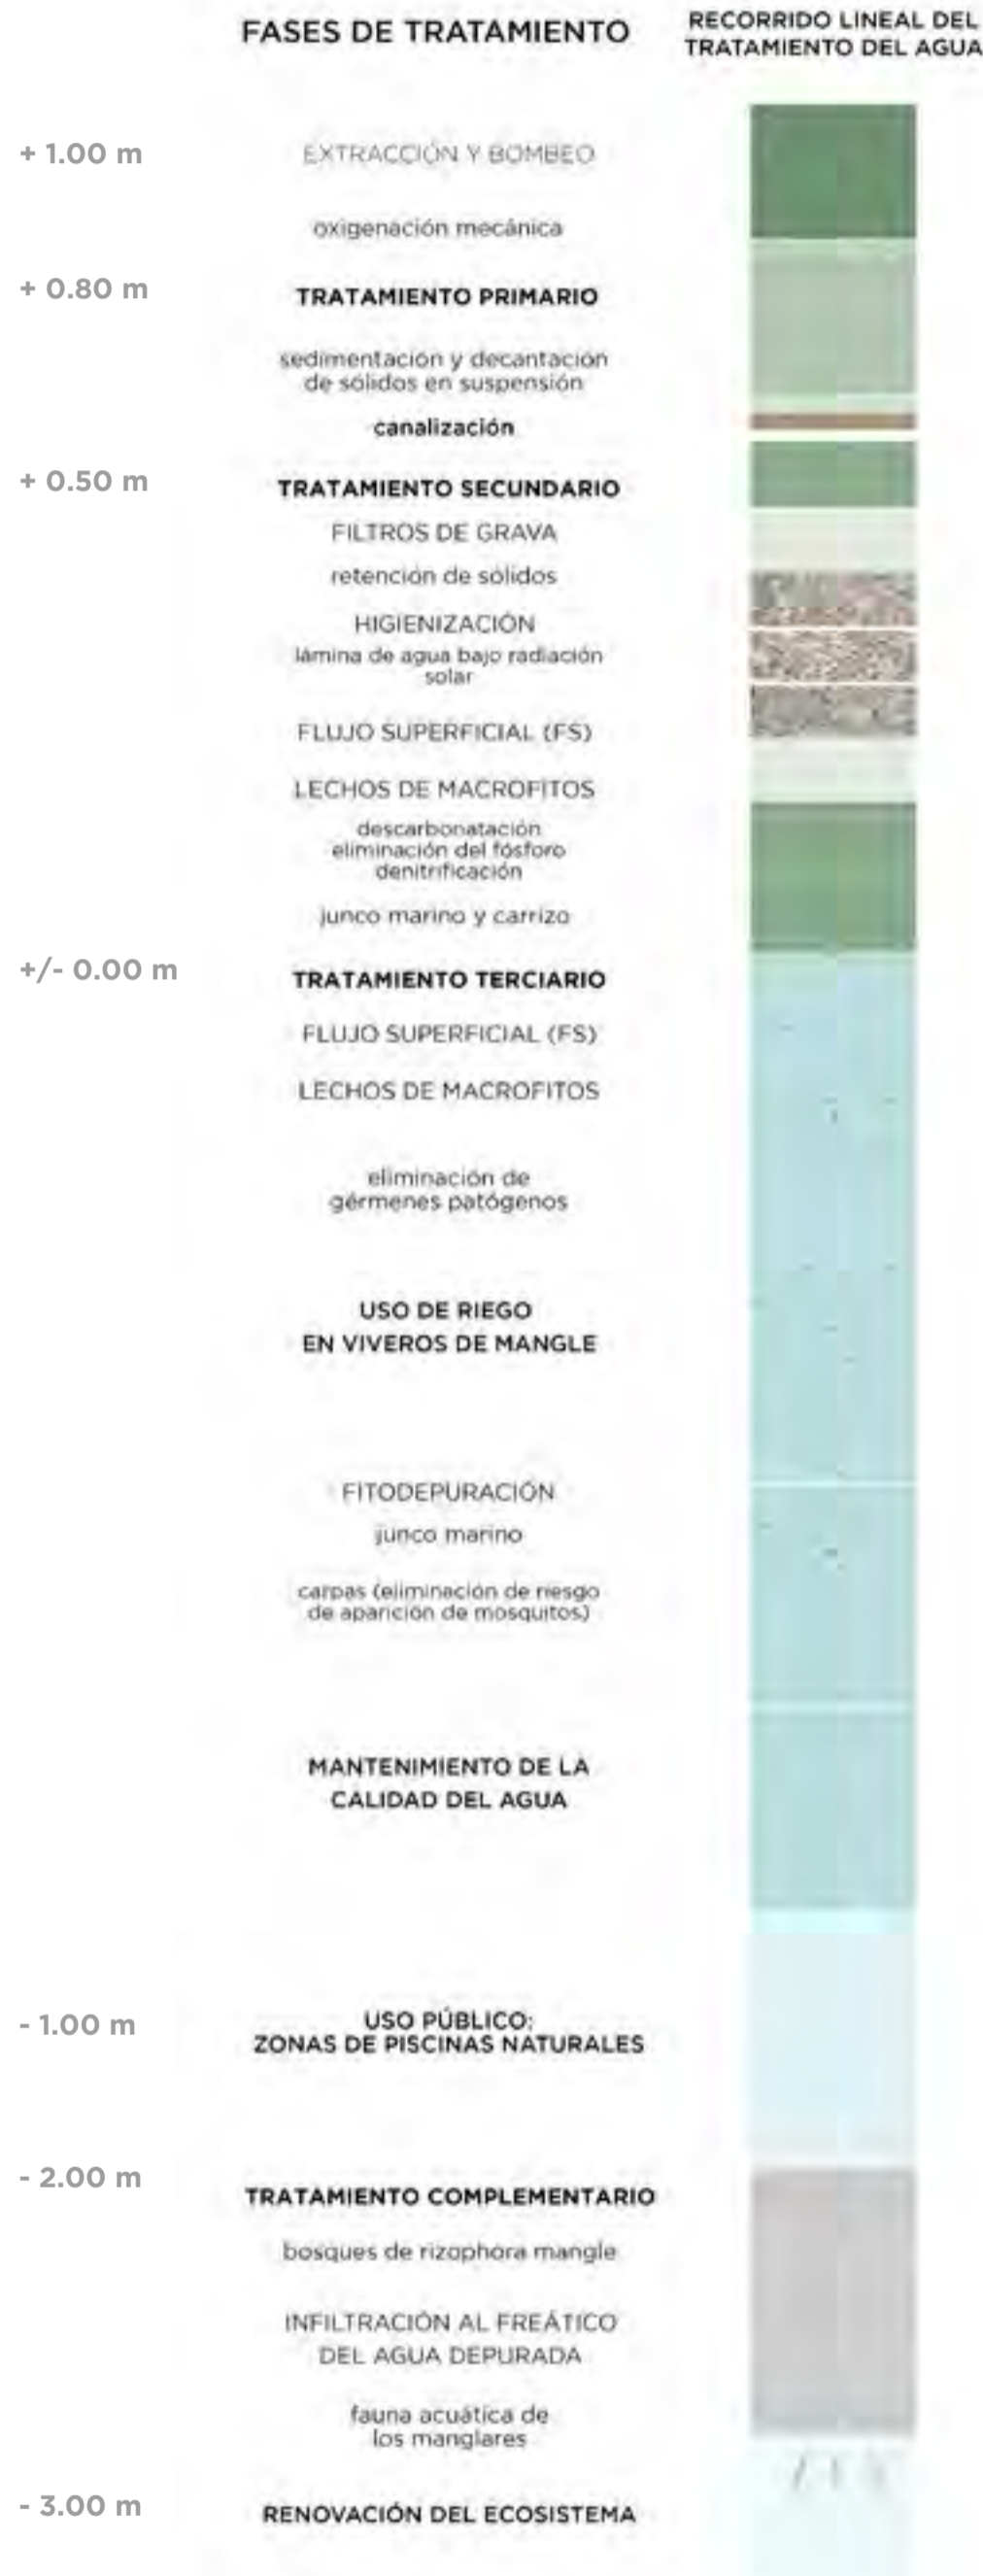 FASES DE TRATAMIENTO
RECORRIDO LINEAL DEL
TRATAMIENTO DEL AGUA
+ 1.00 m
EXTRACCIÓN Y BOMBEO
oxigenación mecánica
+ 0.80 m
TRATAMIENTO PRIMARIO
sedimentación y decantación
de sólidos en suspensión
canalización
+ 0.50 m
TRATAMIENTO SECUNDARIO
FILTROS DE GRAVA
retención de sólidos
HIGIENIZACIÓN
lámina de agua bajo radiación
solar
FLUJO SUPERFICIAL (FS)
LECHOS DE MACROFITOS
descarbonatación
eliminación del fósforo
denitrificación
junco marino y carrizo
+/- 0.00 m
TRATAMIENTO TERCIARIO
FLUJO SUPERFICIAL (FS)
LECHOS DE MACROFITOS
eliminación de
gérmenes patógenos
USO DE RIEGO
EN VIVEROS DE MANGLE
FITODEPURACIÓN
junco marino
carpas (eliminación de riesgo
de aparición de mosquitos)
MANTENIMIENTO DE LA
CALIDAD DEL AGUA
- 1.00 m
USO PÚBLICO:
ZONAS DE PISCINAS NATURALES
- 2.00 m
TRATAMIENTO COMPLEMENTARIO
bosques de rizophora mangle
INFILTRACIÓN AL FREÁTICO
DEL AGUA DEPURADA
fauna acuática de
los manglares
- 3.00 m
RENOVACIÓN DEL ECOSISTEMA